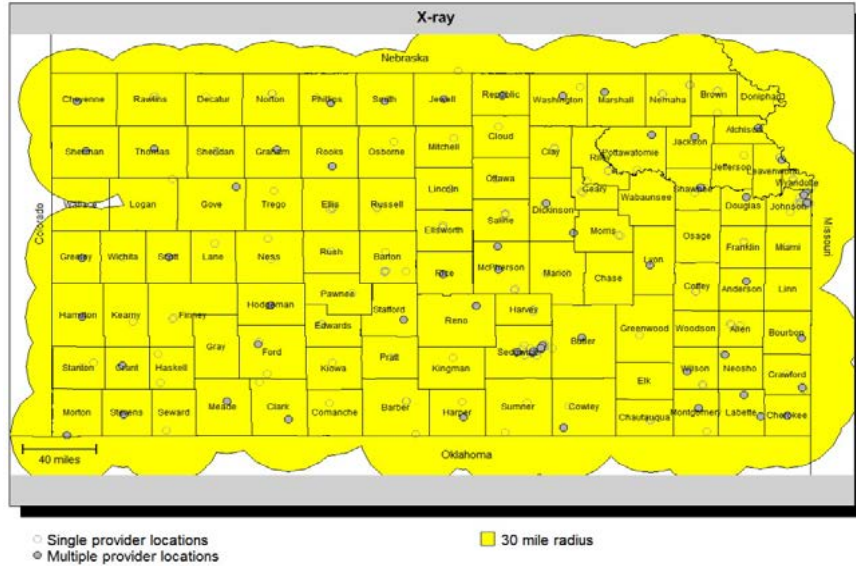 X-ray
Nebraska
Cheyenne Rawlins Decatur Norton Phillips Smith Jewell Republic Washington Marshall Nemaha Brown Doniphan
Sherman Thomas Sheridan Graham Rooks Osborne Mitchell Cloud Clay Riley Pottawatomie Jackson Atchison
Jefferson Leavenworth
Wallace Logan Gove Trego Ellis Russell Lincoln Ottawa Geary Wabaunsee Shawnee Wyandotte
Dickinson Douglas Johnson
Colorado
Missouri
Greeley Wichita Scott Lane Ness Rush Barton Ellsworth Saline Morris Osage Franklin Miami
Rice McPherson Marion Chase Lyon Coffey Anderson Linn
Hamilton Kearny Finney Hodgeman Pawnee Stafford Reno Harvey
Gray Ford Edwards Pratt Sedgwick Butler Greenwood Woodson Allen Bourbon
Stanton Grant Haskell Kiowa Kingman Elk Wilson Neosho Crawford
Morton Stevens Seward Meade Clark Comanche Barber Harper Sumner Cowley Chautauqua Montgomery Labette Cherokee
40 miles
Oklahoma
Single provider locations
Multiple provider locations
30 mile radius